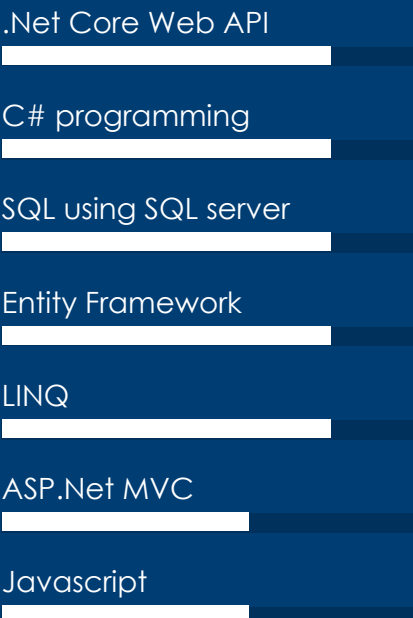 .Net Core Web API
C# programming
SQL using SQL server
Entity Framework
LINQ
ASP.Net MVC
Javascript